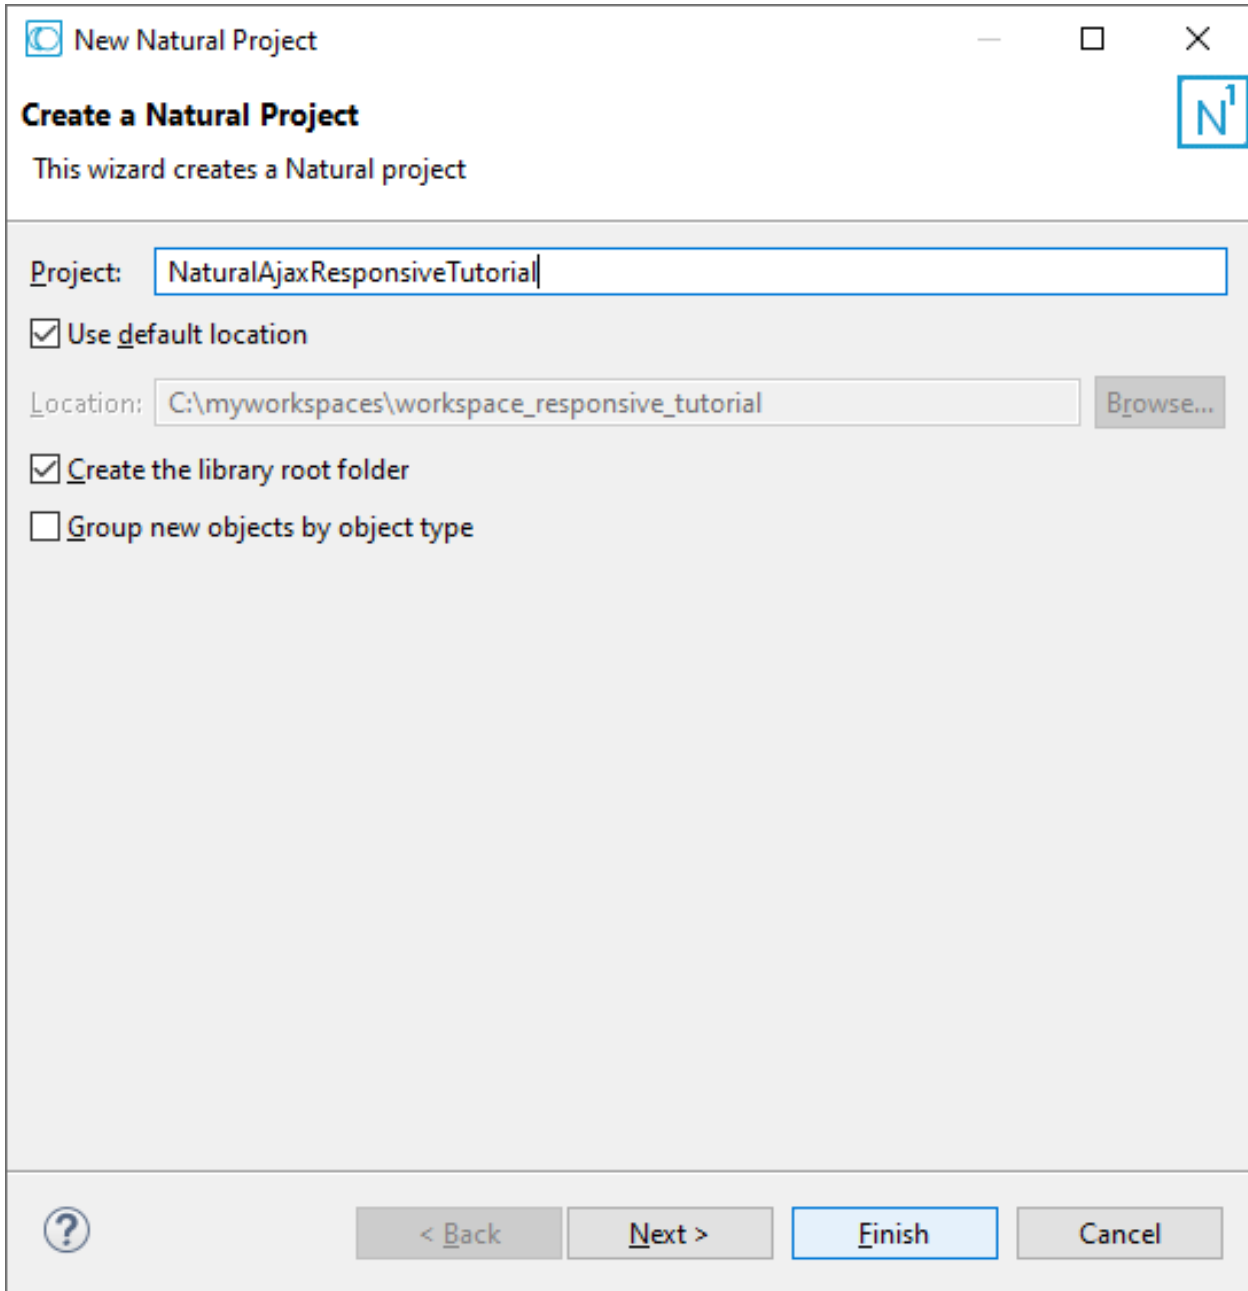 New Natural Project
Create a Natural Project
N1
This wizard creates a Natural project
Project: NaturalAjaxResponsiveTutorial
Use default location
Location: C:\myworkspaces\workspace_responsive_tutorial Browse...
Create the library root folder
Group new objects by object type
? < Back Next > Finish Cancel